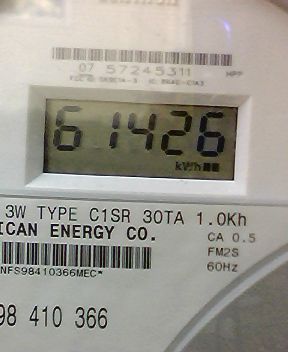 07 57245311 HPP
61426
kWh
3W TYPE C1SR 30TA 1.0Kh
ICAN ENERGY CO.
CA 0.5
FM2S
NFS98410366MEC*
60Hz
98 410 366